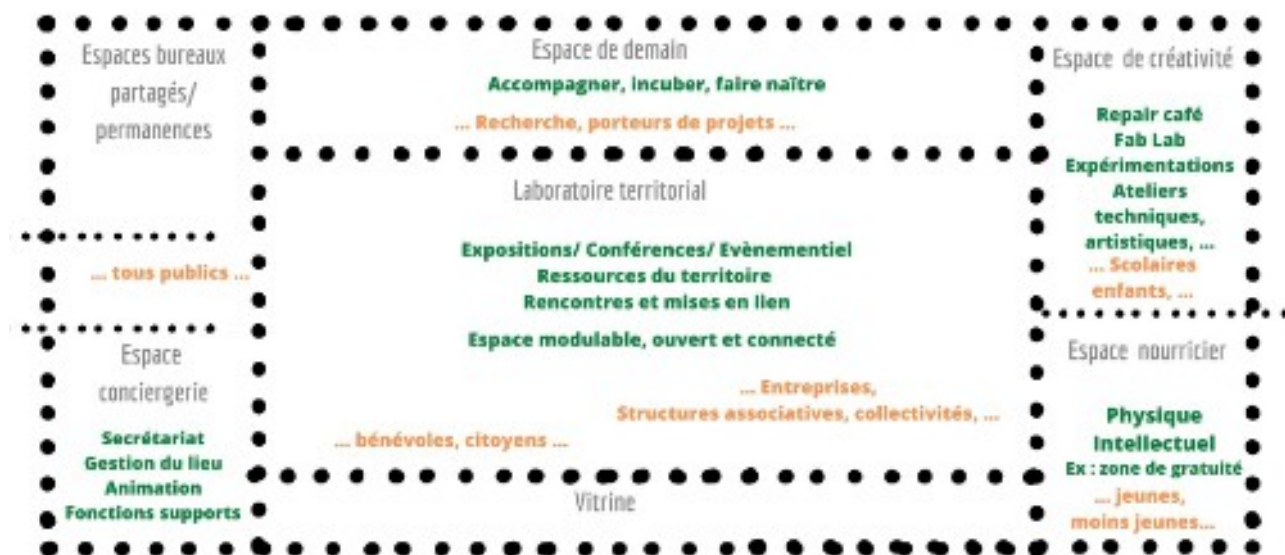 Espaces bureaux
partagés/
permanences
... tous publics ...
Espace
conciergerie
Secrétariat
Gestion du lieu
Animation
Fonctions supports
Espace de demain
Accompagner, incuber, faire naître
... Recherche, porteurs de projets ...
Laboratoire territorial
Expositions/ Conférences/ Evènementiel
Ressources du territoire
Rencontres et mises en lien
Espace modulable, ouvert et connecté
... Entreprises,
Structures associatives, collectivités, ...
... bénévoles, citoyens ...
Vitrine
Espace de créativité
Repair café
Fab Lab
Expérimentations
Ateliers
techniques,
artistiques, ...
... Scolaires
enfants, ...
Espace nourricier
Physique
Intellectuel
Ex : zone de gratuité
... jeunes,
moins jeunes...